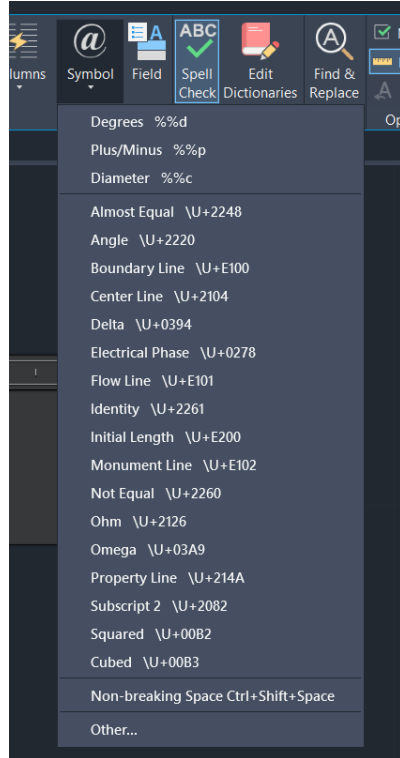 ABC
lumns Symbol Field Spell Check Edit Dictionaries Find & Replace
Degrees %%d
Plus/Minus %%p
Diameter %%c
Almost Equal \U+2248
Angle \U+2220
Boundary Line \U+E100
Center Line \U+2104
Delta \U+0394
Electrical Phase \U+0278
Flow Line \U+E101
Identity \U+2261
Initial Length \U+E200
Monument Line \U+E102
Not Equal \U+2260
Ohm \U+2126
Omega \U+03A9
Property Line \U+214A
Subscript 2 \U+2082
Squared \U+00B2
Cubed \U+00B3
Non-breaking Space Ctrl+Shift+Space
Other...